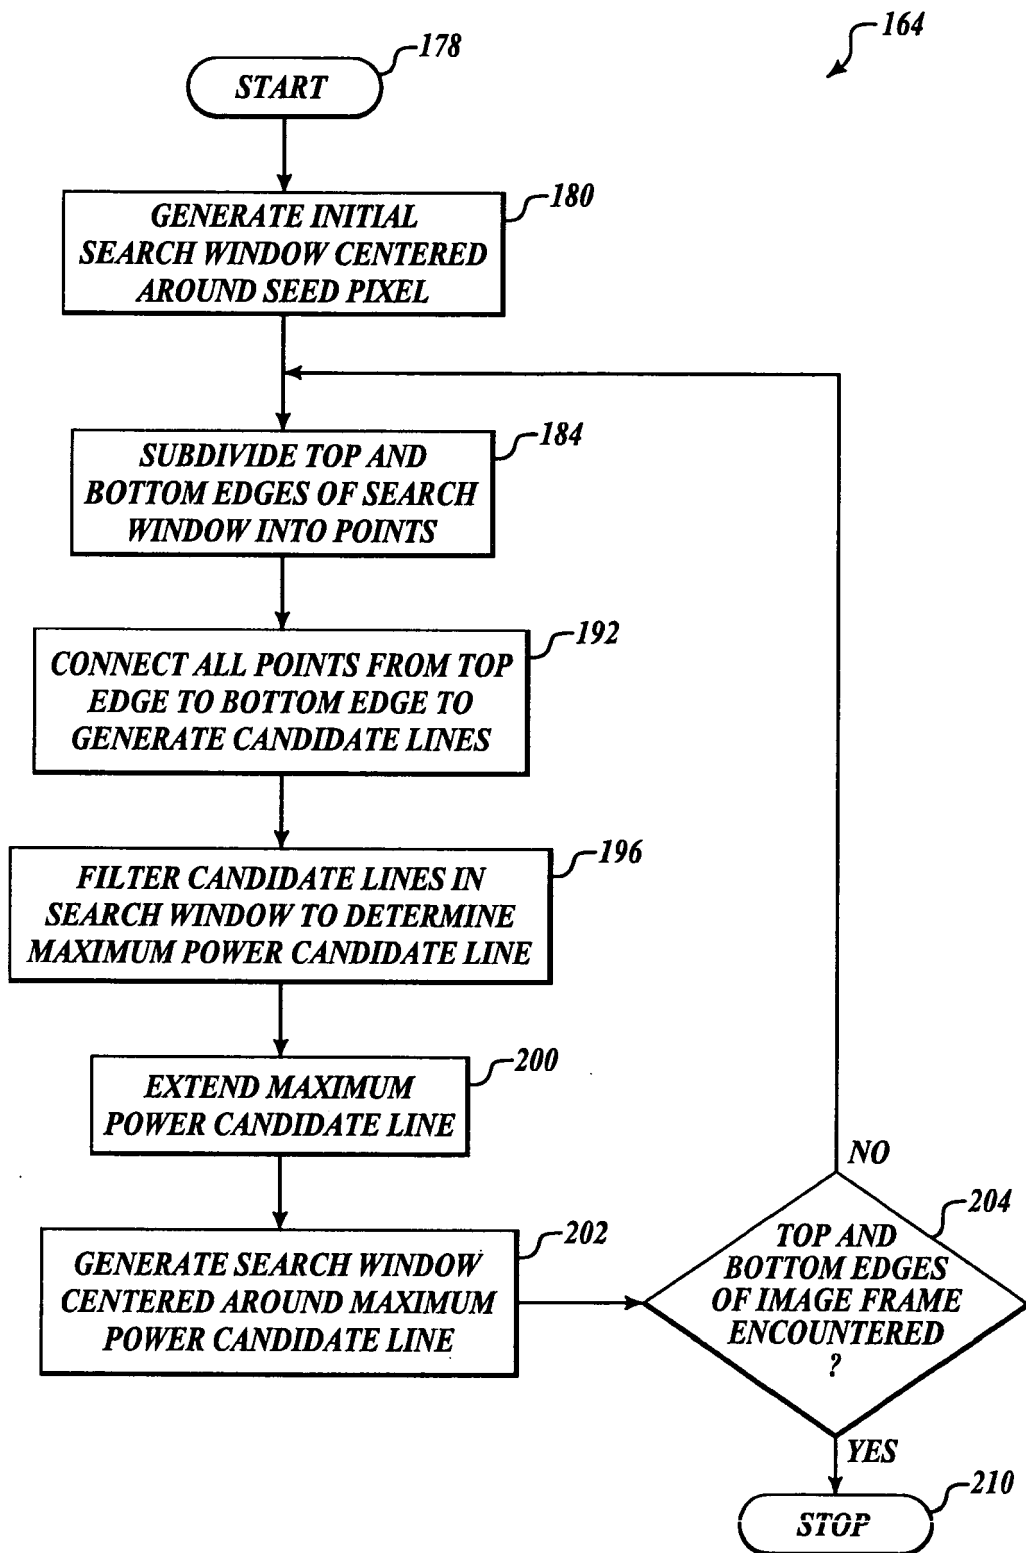 164
178
START
180
GENERATE INITIAL
SEARCH WINDOW CENTERED
AROUND SEED PIXEL
184
SUBDIVIDE TOP AND
BOTTOM EDGES OF SEARCH
WINDOW INTO POINTS
192
CONNECT ALL POINTS FROM TOP
EDGE TO BOTTOM EDGE TO
GENERATE CANDIDATE LINES
196
FILTER CANDIDATE LINES IN
SEARCH WINDOW TO DETERMINE
MAXIMUM POWER CANDIDATE LINE
200
EXTEND MAXIMUM
POWER CANDIDATE LINE
202
GENERATE SEARCH WINDOW
CENTERED AROUND MAXIMUM
POWER CANDIDATE LINE
NO
204
TOP AND
BOTTOM EDGES
OF IMAGE FRAME
ENCOUNTERED
?
YES
210
STOP